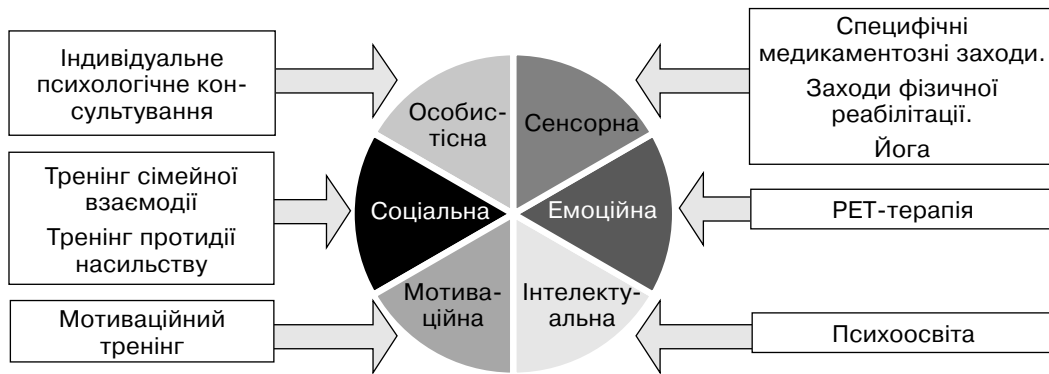 Індивідуальне
психологічне кон-
сультування
Тренінг сімейної
взаємодії
Тренінг протидії
насильству
Мотиваційний
тренінг
Особис-
тісна
Сенсорна
Соціальна
Емоційна
Мотива-
ційна
Інтелекту-
альна
Специфічні
медикаментозні заходи.
Заходи фізичної
реабілітації.
Йога
РЕТ-терапія
Психоосвіта